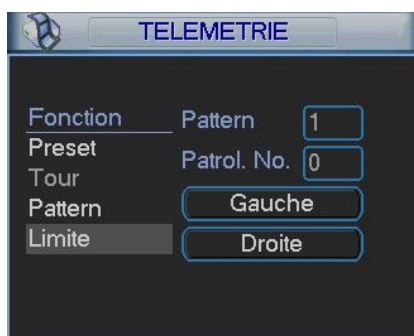 TELEMETRIE
Fonction
Preset
Tour
Pattern
Limite
Pattern 1
Patrol. No. 0
Gauche
Droite